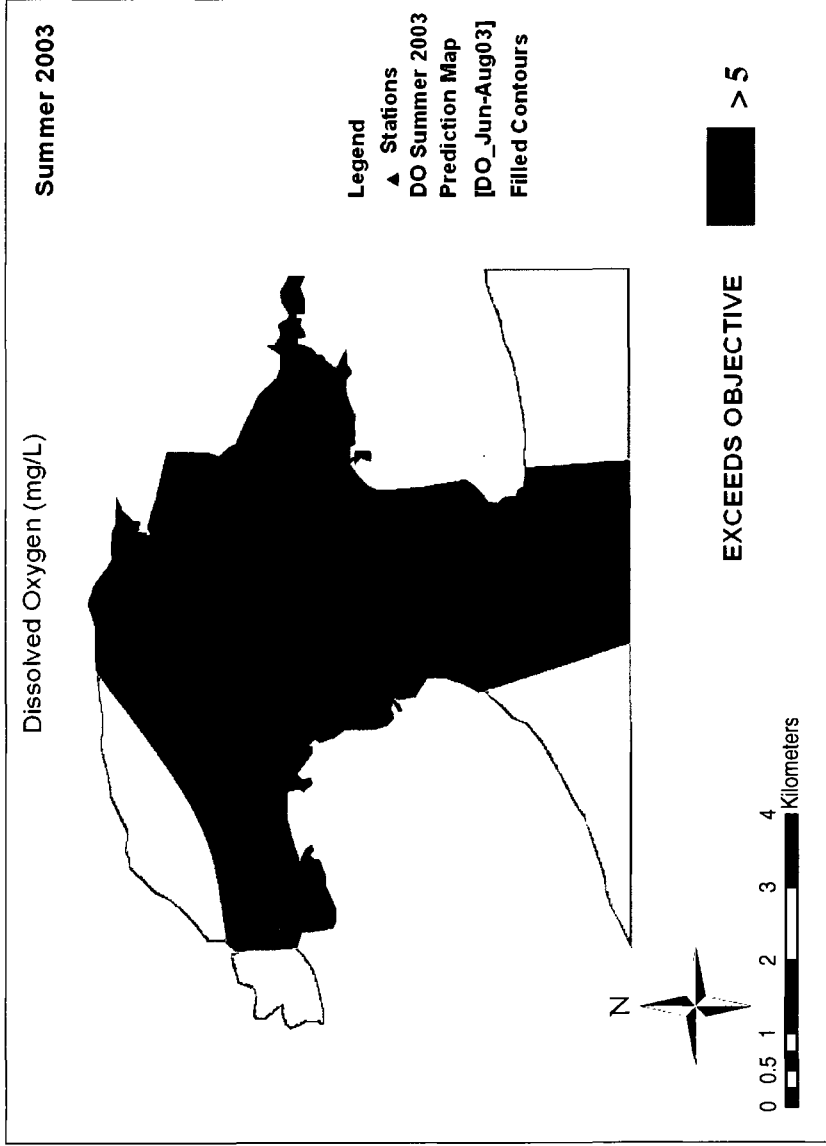 Summer 2003
Dissolved Oxygen (mg/L)
Legend
Stations
DO Summer 2003
Prediction Map
[DO_Jun-Aug03]
Filled Contours
EXCEEDS OBJECTIVE
> 5
N
0 0.5 1 2 3 4
Kilometers